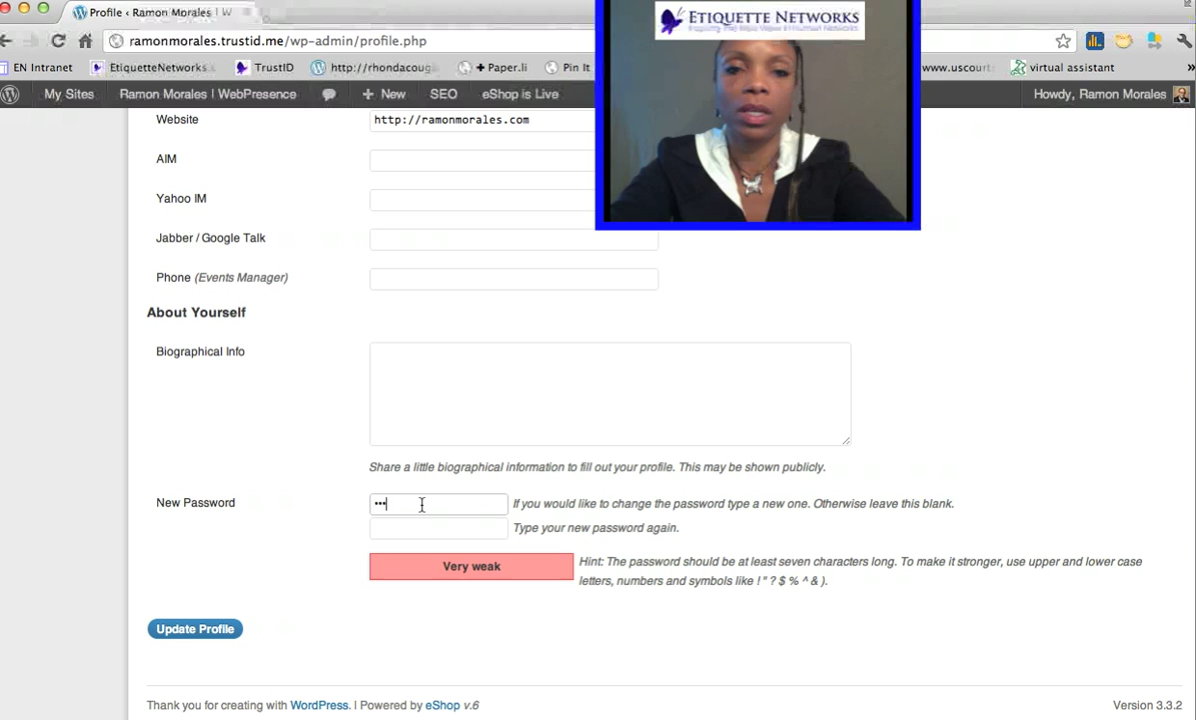 Profile ‹ Ramon Morales | W
ETIQUETTE NETWORKS
ramonmorales.trustid.me/wp-admin/profile.php
EN Intranet EtiquetteNetworks TrustID http://rhondacoug + Paper.li Pin It www.uscourt virtual assistant »
My Sites Ramon Morales | WebPresence + New SEO eShop is Live Howdy, Ramon Morales
Website http://ramonmorales.com
AIM
Yahoo IM
Jabber / Google Talk
Phone (Events Manager)
About Yourself
Biographical Info
Share a little biographical information to fill out your profile. This may be shown publicly.
New Password ••• If you would like to change the password type a new one. Otherwise leave this blank.
Type your new password again.
Very weak Hint: The password should be at least seven characters long. To make it stronger, use upper and lower case
letters, numbers and symbols like ! " ? $ % ^ & ).
Update Profile
Thank you for creating with WordPress. | Powered by eShop v.6 Version 3.3.2